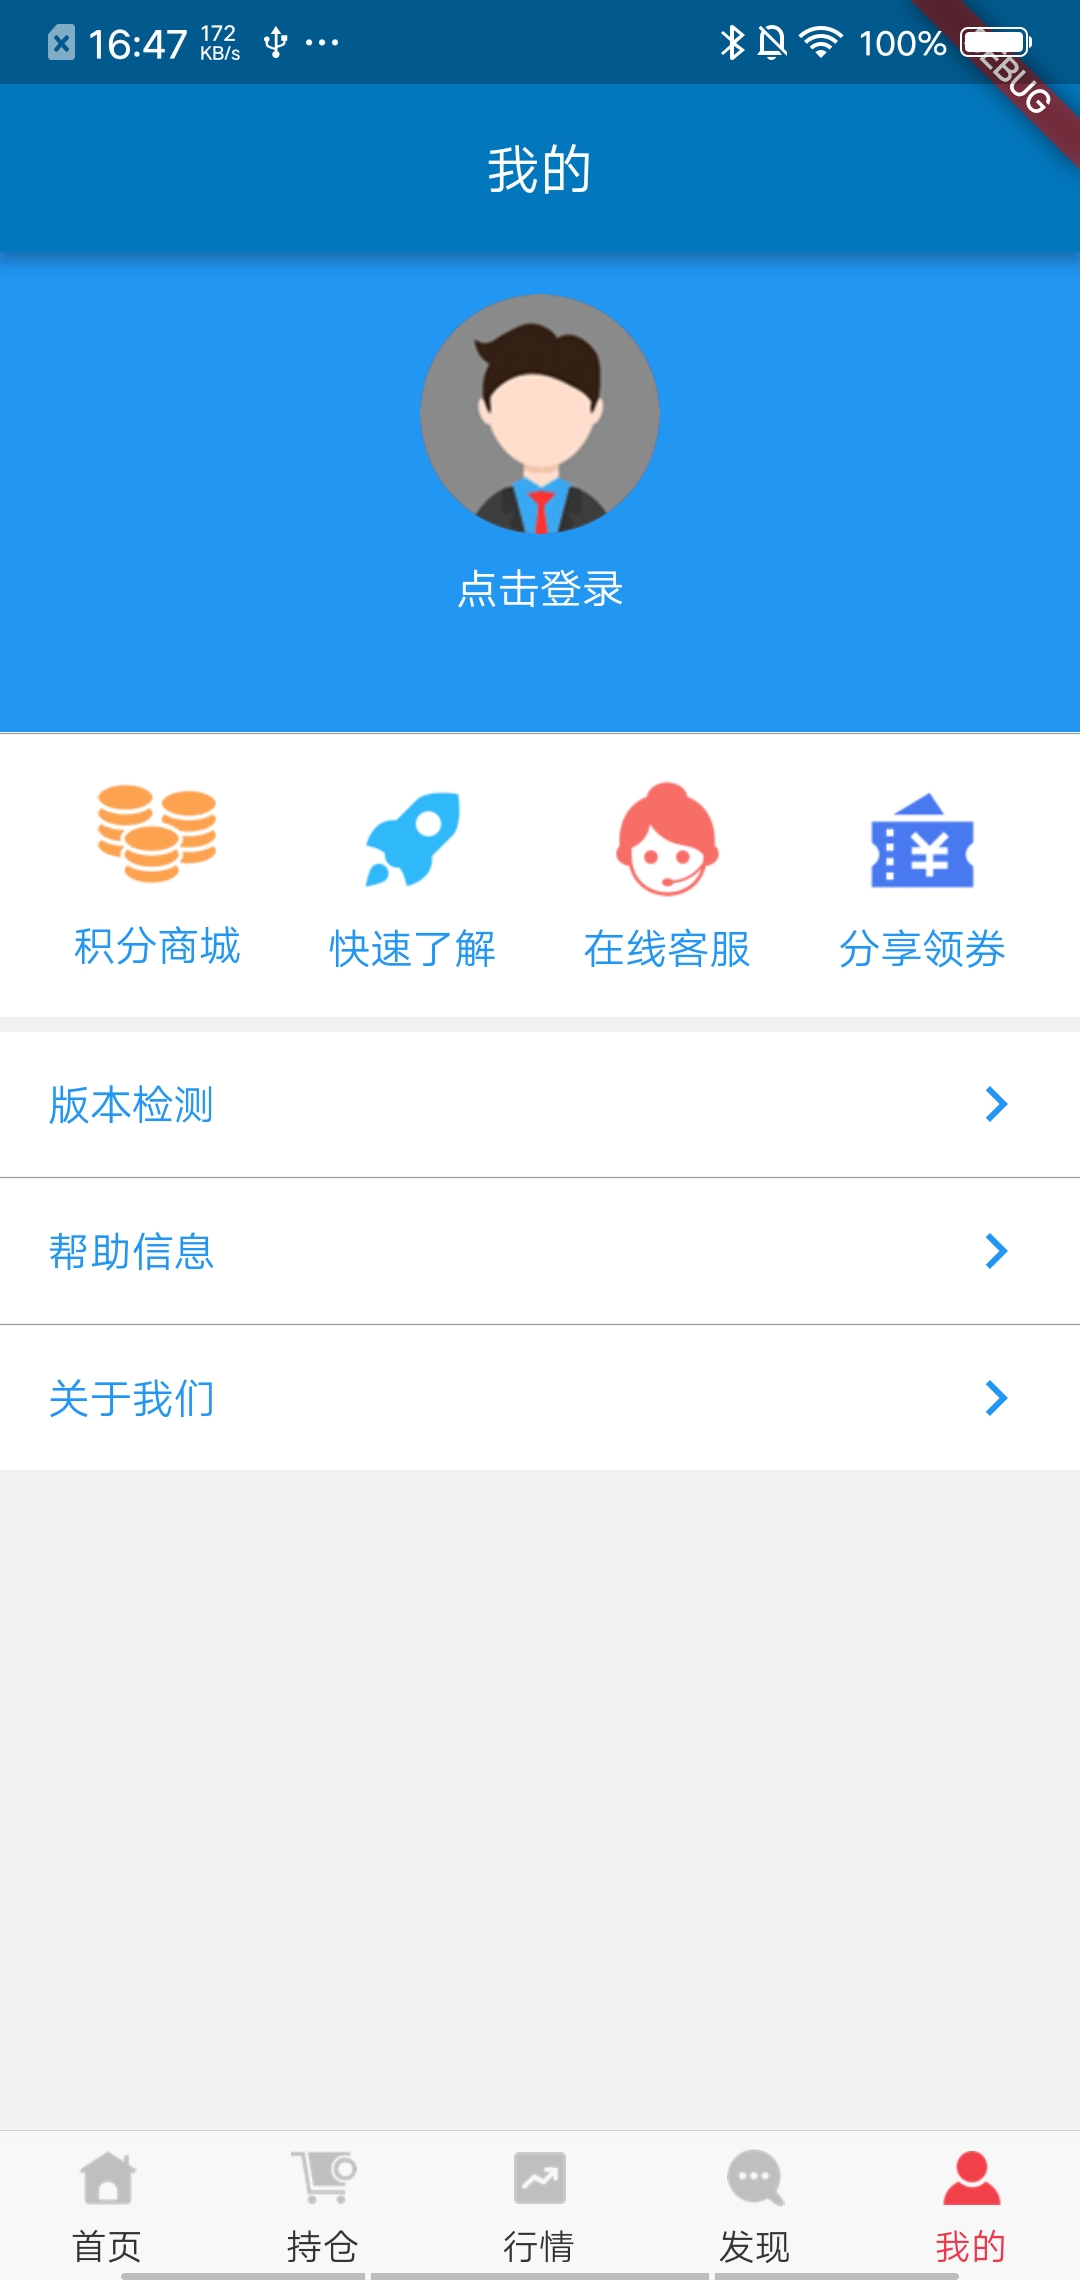 16:47 172 KB/s 100%
DEBUG
我的
点击登录
积分商城 快速了解 在线客服 分享领券
版本检测
帮助信息
关于我们
首页 持仓 行情 发现 我的